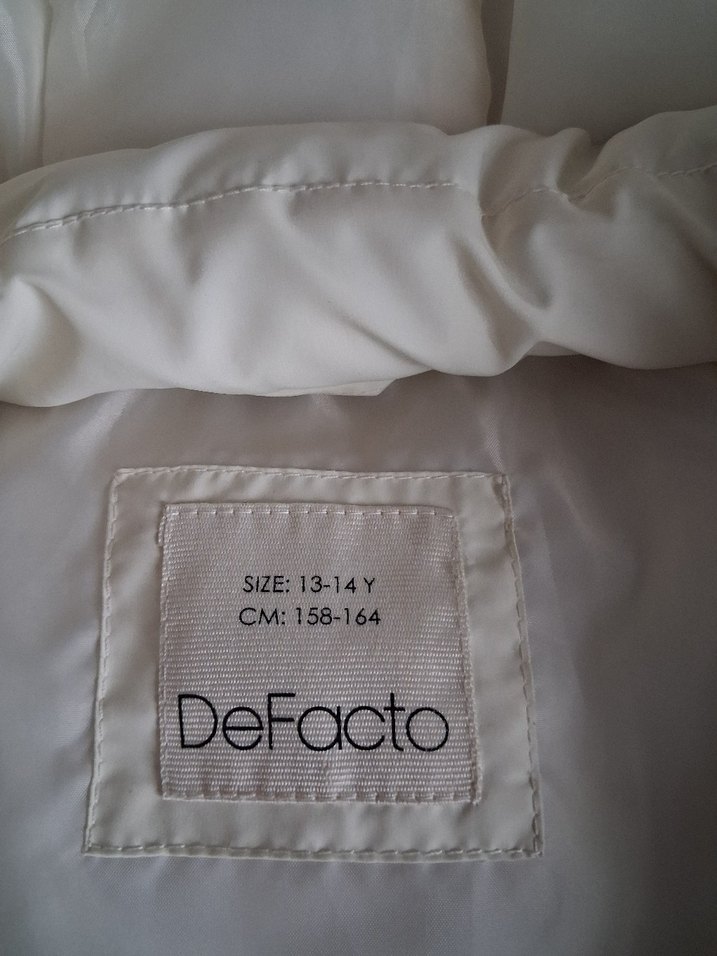 SIZE: 13-14 Y
CM: 158-164
DeFacto